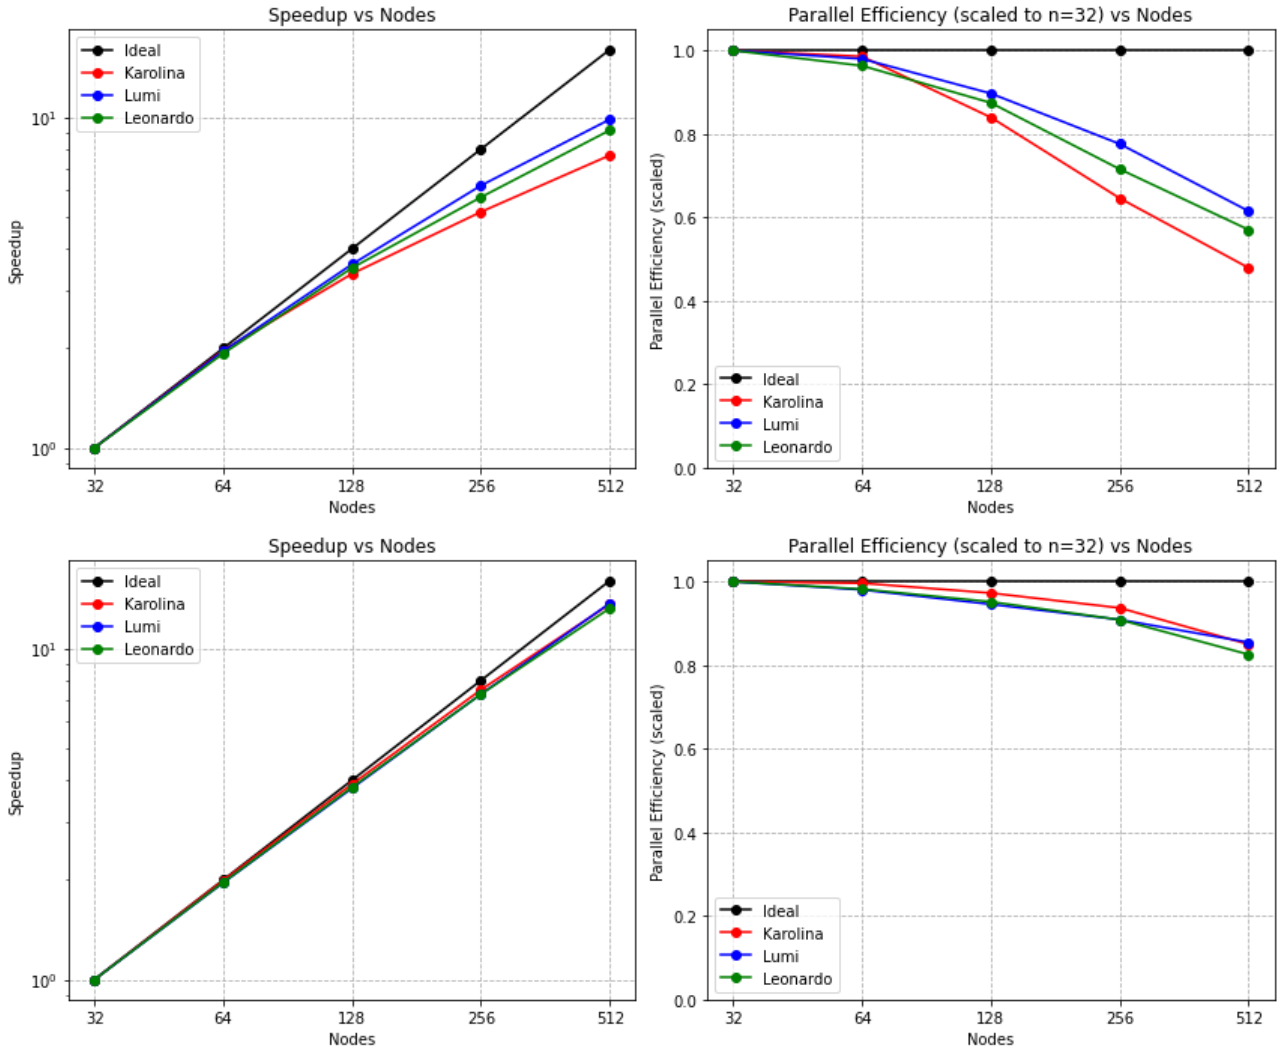 Speedup vs Nodes
Ideal
Karolina
Lumi
Leonardo
10¹
10⁰
Speedup
32 64 128 256 512
Nodes
Parallel Efficiency (scaled to n=32) vs Nodes
1.0
0.8
0.6
0.4
0.2
0.0
Parallel Efficiency (scaled)
Ideal
Karolina
Lumi
Leonardo
32 64 128 256 512
Nodes
Speedup vs Nodes
Ideal
Karolina
Lumi
Leonardo
10¹
10⁰
Speedup
32 64 128 256 512
Nodes
Parallel Efficiency (scaled to n=32) vs Nodes
1.0
0.8
0.6
0.4
0.2
0.0
Parallel Efficiency (scaled)
Ideal
Karolina
Lumi
Leonardo
32 64 128 256 512
Nodes